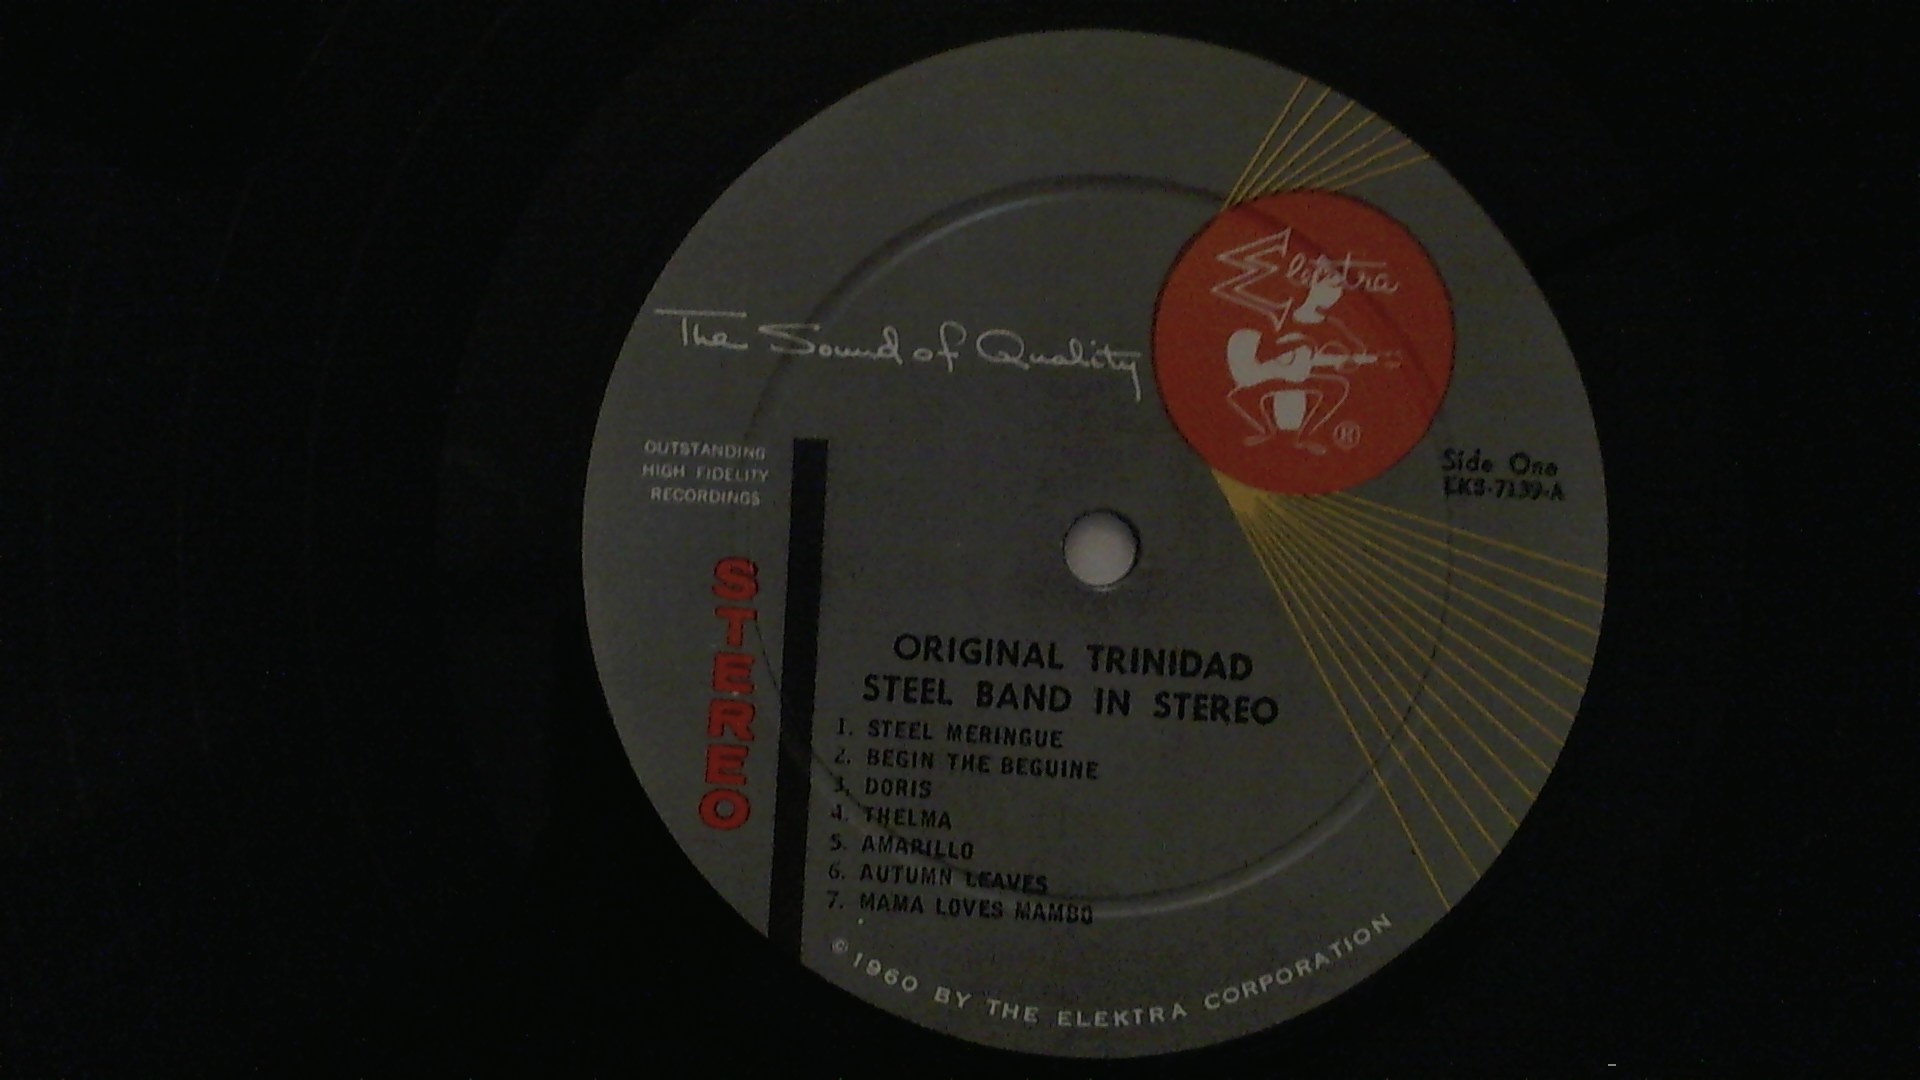 Elektra
®
The Sound of Quality
OUTSTANDING
HIGH FIDELITY
RECORDINGS
STEREO
Side One
EKS-7139-A
ORIGINAL TRINIDAD
STEEL BAND IN STEREO
1. STEEL MERINGUE
2. BEGIN THE BEGUINE
3. DORIS
4. THELMA
5. AMARILLO
6. AUTUMN LEAVES
7. MAMA LOVES MAMBO
© 1960 BY THE ELEKTRA CORPORATION